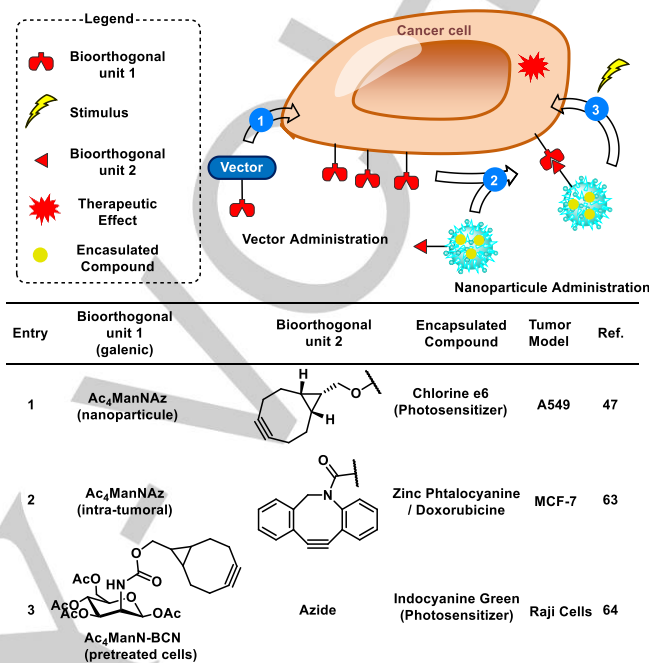 Legend
Bioorthogonal
unit 1
Stimulus
Bioorthogonal
unit 2
Therapeutic
Effect
Encasulated
Compound
Cancer cell
1
Vector
2
3
Vector Administration
Nanoparticule Administration
Entry
Bioorthogonal
unit 1
(galenic)
Bioorthogonal
unit 2
Encapsulated
Compound
Tumor
Model
Ref.
1
Ac4ManNAz
(nanoparticule)
H
O
H
Chlorine e6
(Photosensitizer)
A549
47
2
Ac4ManNAz
(intra-tumoral)
O
N
Zinc Phtalocyanine
/ Doxorubicine
MCF-7
63
3
O
HN
O
AcO
O
AcO
AcO
OAc
Ac4ManN-BCN
(pretreated cells)
Azide
Indocyanine Green
(Photosensitizer)
Raji Cells
64